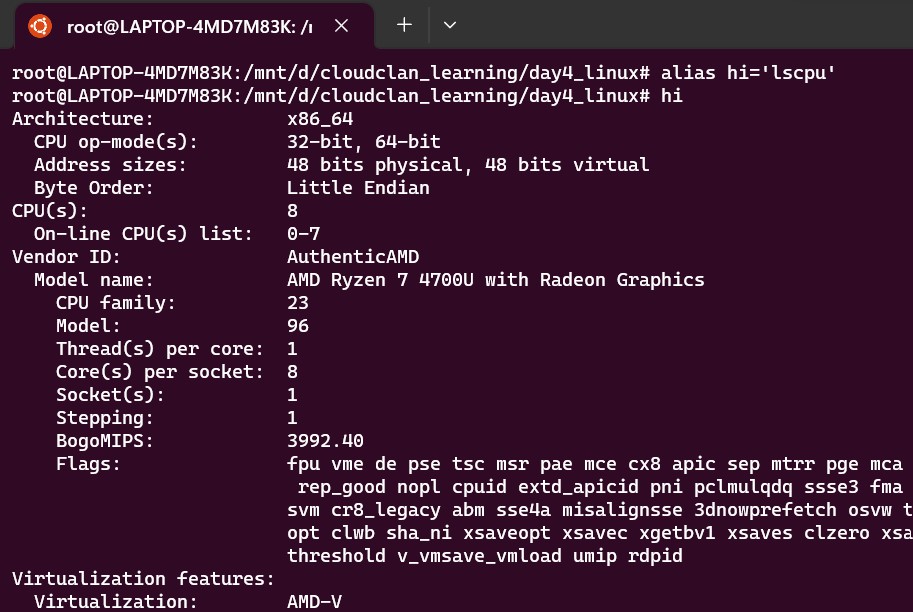 root@LAPTOP-4MD7M83K: /
root@LAPTOP-4MD7M83K:/mnt/d/cloudclan_learning/day4_linux# alias hi='lscpu'
root@LAPTOP-4MD7M83K:/mnt/d/cloudclan_learning/day4_linux# hi
Architecture: x86_64
CPU op-mode(s): 32-bit, 64-bit
Address sizes: 48 bits physical, 48 bits virtual
Byte Order: Little Endian
CPU(s): 8
On-line CPU(s) list: 0-7
Vendor ID: AuthenticAMD
Model name: AMD Ryzen 7 4700U with Radeon Graphics
CPU family: 23
Model: 96
Thread(s) per core: 1
Core(s) per socket: 8
Socket(s): 1
Stepping: 1
BogoMIPS: 3992.40
Flags: fpu vme de pse tsc msr pae mce cx8 apic sep mtrr pge mca
rep_good nopl cpuid extd_apicid pni pclmulqdq ssse3 fma
svm cr8_legacy abm sse4a misalignsse 3dnowprefetch osvw
opt clwb sha_ni xsaveopt xsavec xgetbv1 xsaves clzero
threshold v_vmsave_vmload umip rdpid
Virtualization features:
Virtualization: AMD-V